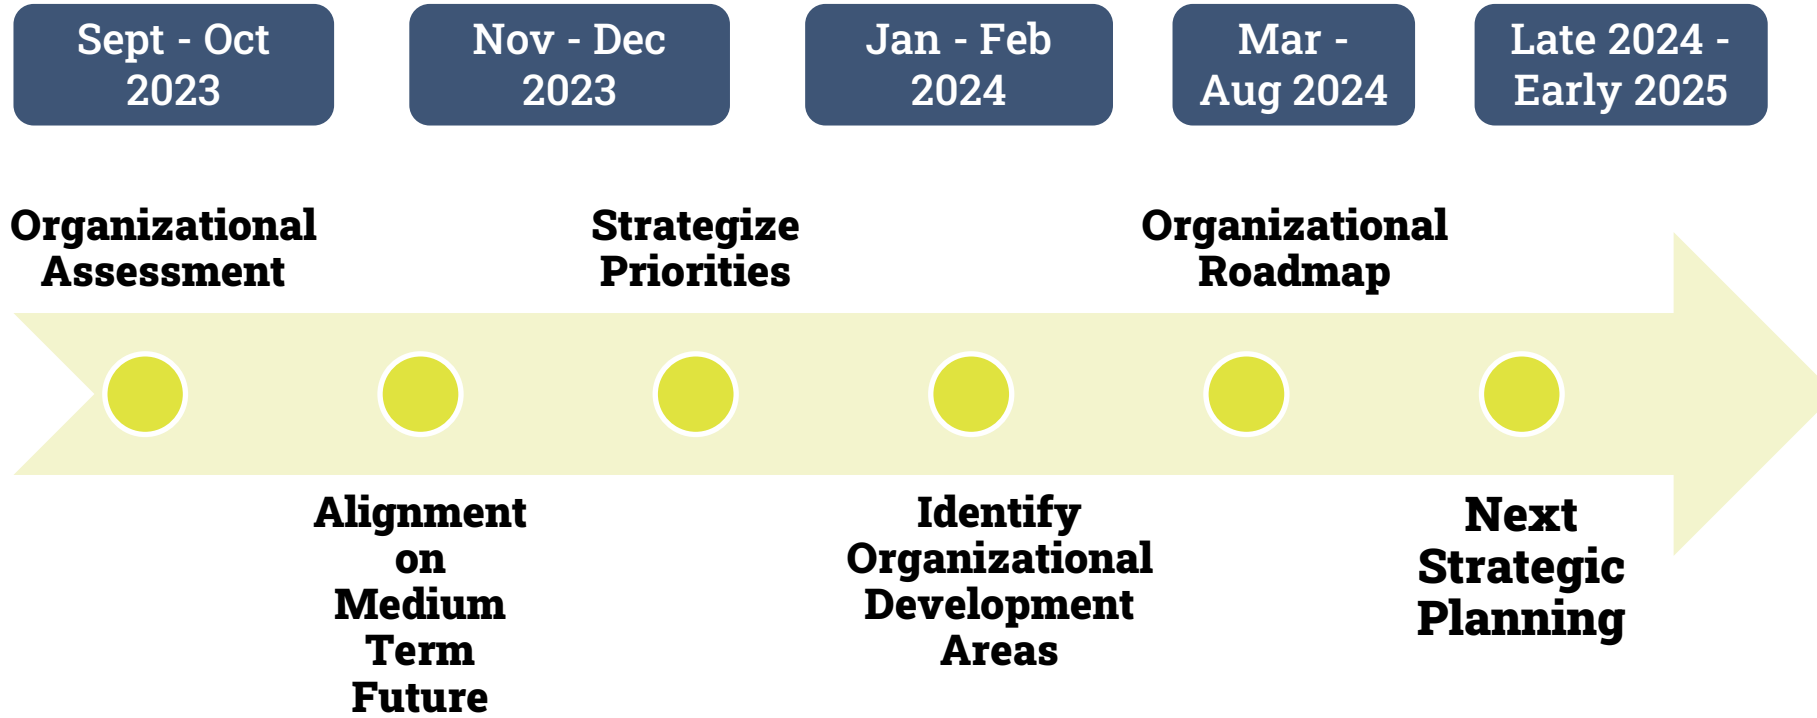 Sept - Oct
2023
Nov - Dec
2023
Jan - Feb
2024
Mar -
Aug 2024
Late 2024 -
Early 2025
Organizational
Assessment
Strategize
Priorities
Organizational
Roadmap
Alignment
on
Medium
Term
Future
Identify
Organizational
Development
Areas
Next
Strategic
Planning